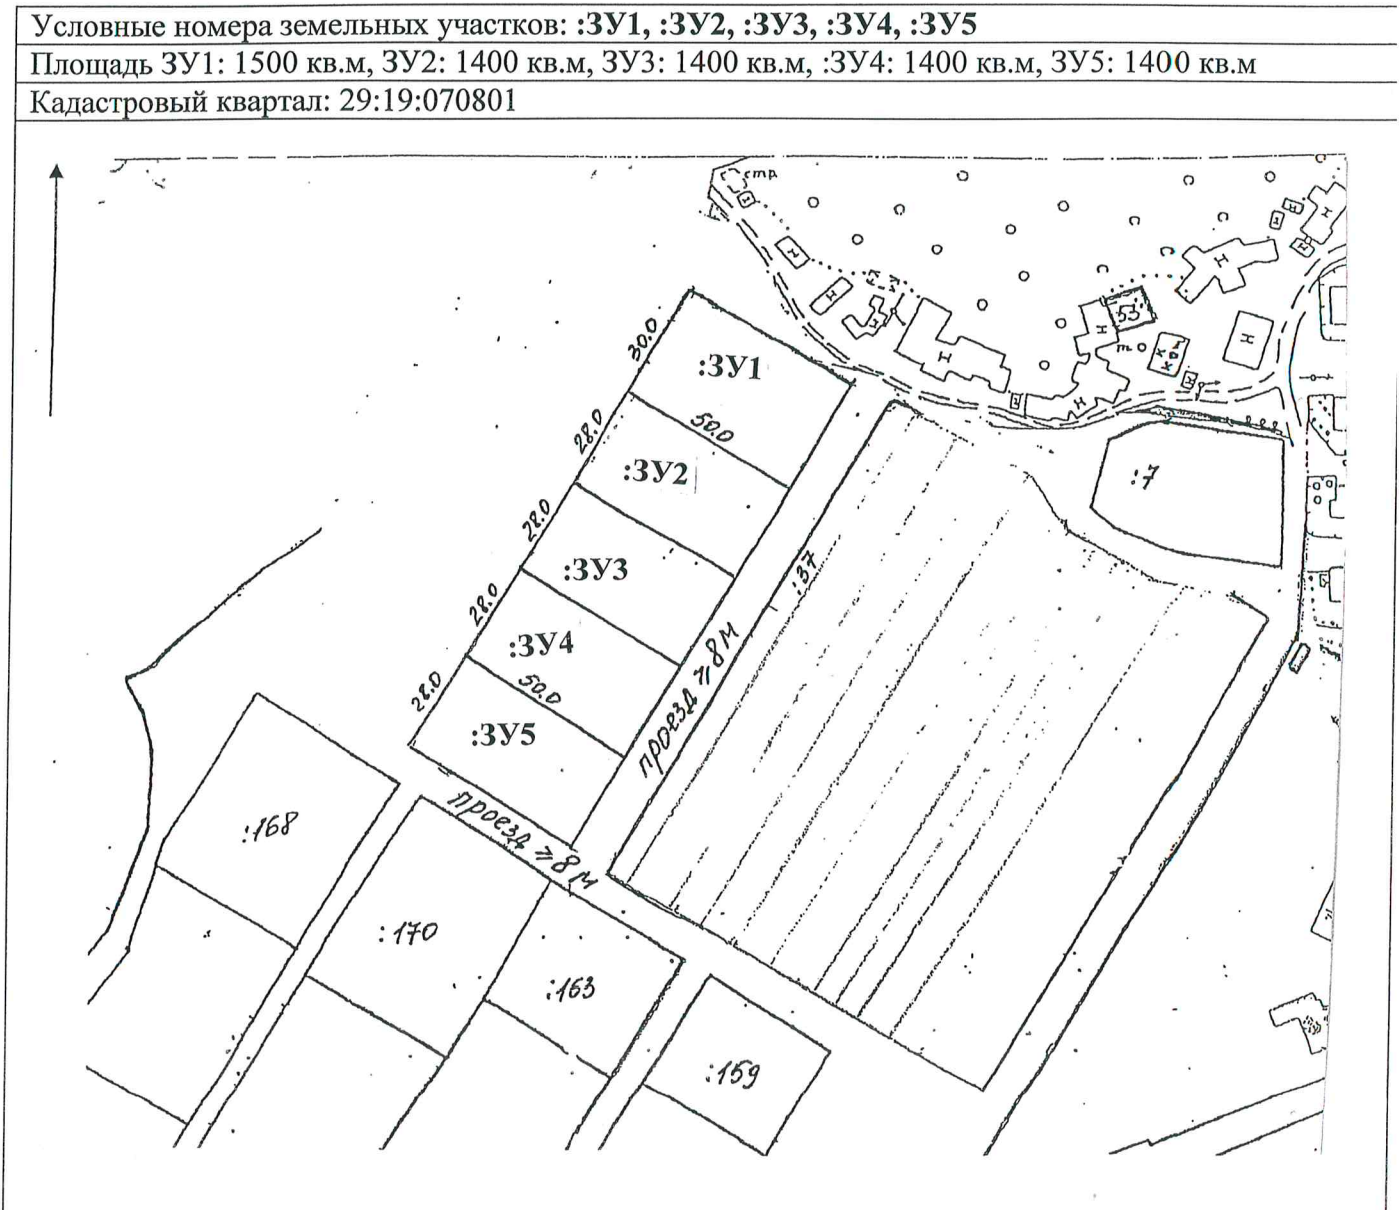 Условные номера земельных участков: :ЗУ1, :ЗУ2, :ЗУ3, :ЗУ4, :ЗУ5
Площадь ЗУ1: 1500 кв.м, ЗУ2: 1400 кв.м, ЗУ3: 1400 кв.м, :ЗУ4: 1400 кв.м, ЗУ5: 1400 кв.м
Кадастровый квартал: 29:19:070801
стр.
Н
Н
Н
Н
Н
Н
Н
53
т
К
К
Н
30.0
:ЗУ1
50.0
28.0
:ЗУ2
:7
28.0
:ЗУ3
:37
28.0
:ЗУ4
50.0
28.0
:ЗУ5
проезд ≥ 8 м
проезд ≥ 8 м
:168
:170
:163
:159